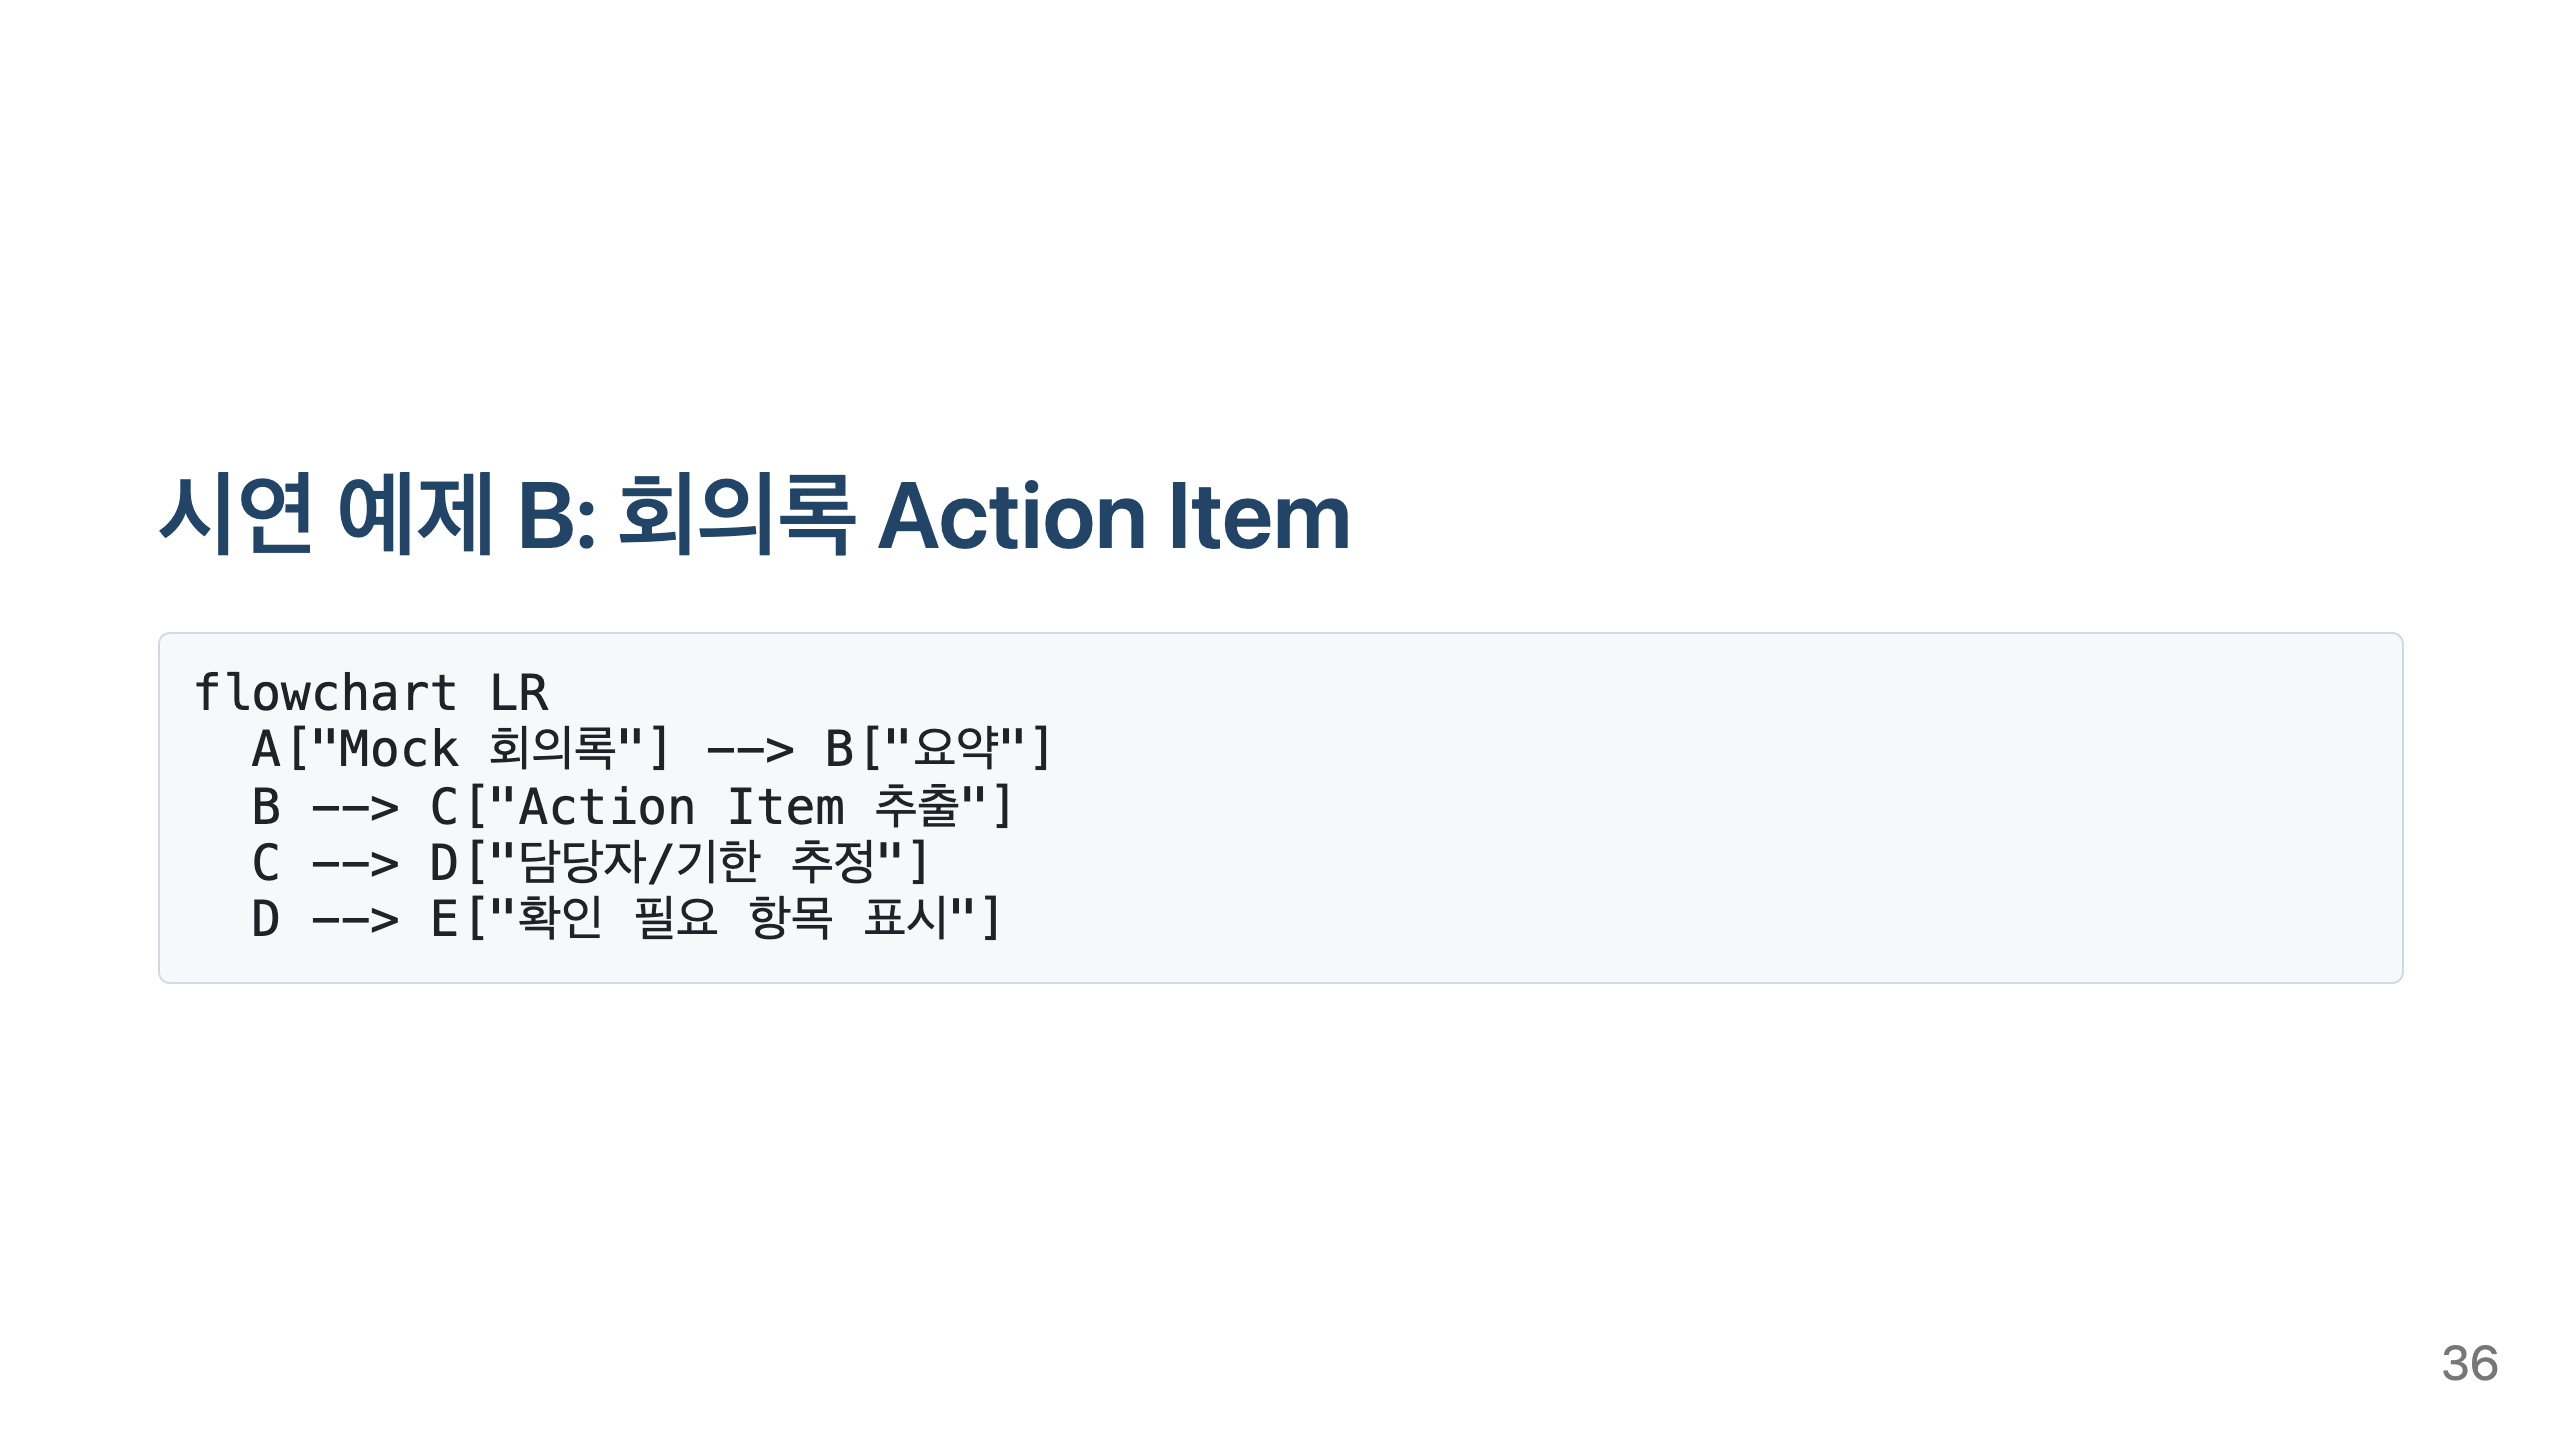 시연 예제 B: 회의록 Action Item
flowchart LR
  A["Mock 회의록"] --> B["요약"]
  B --> C["Action Item 추출"]
  C --> D["담당자/기한 추정"]
  D --> E["확인 필요 항목 표시"]
36